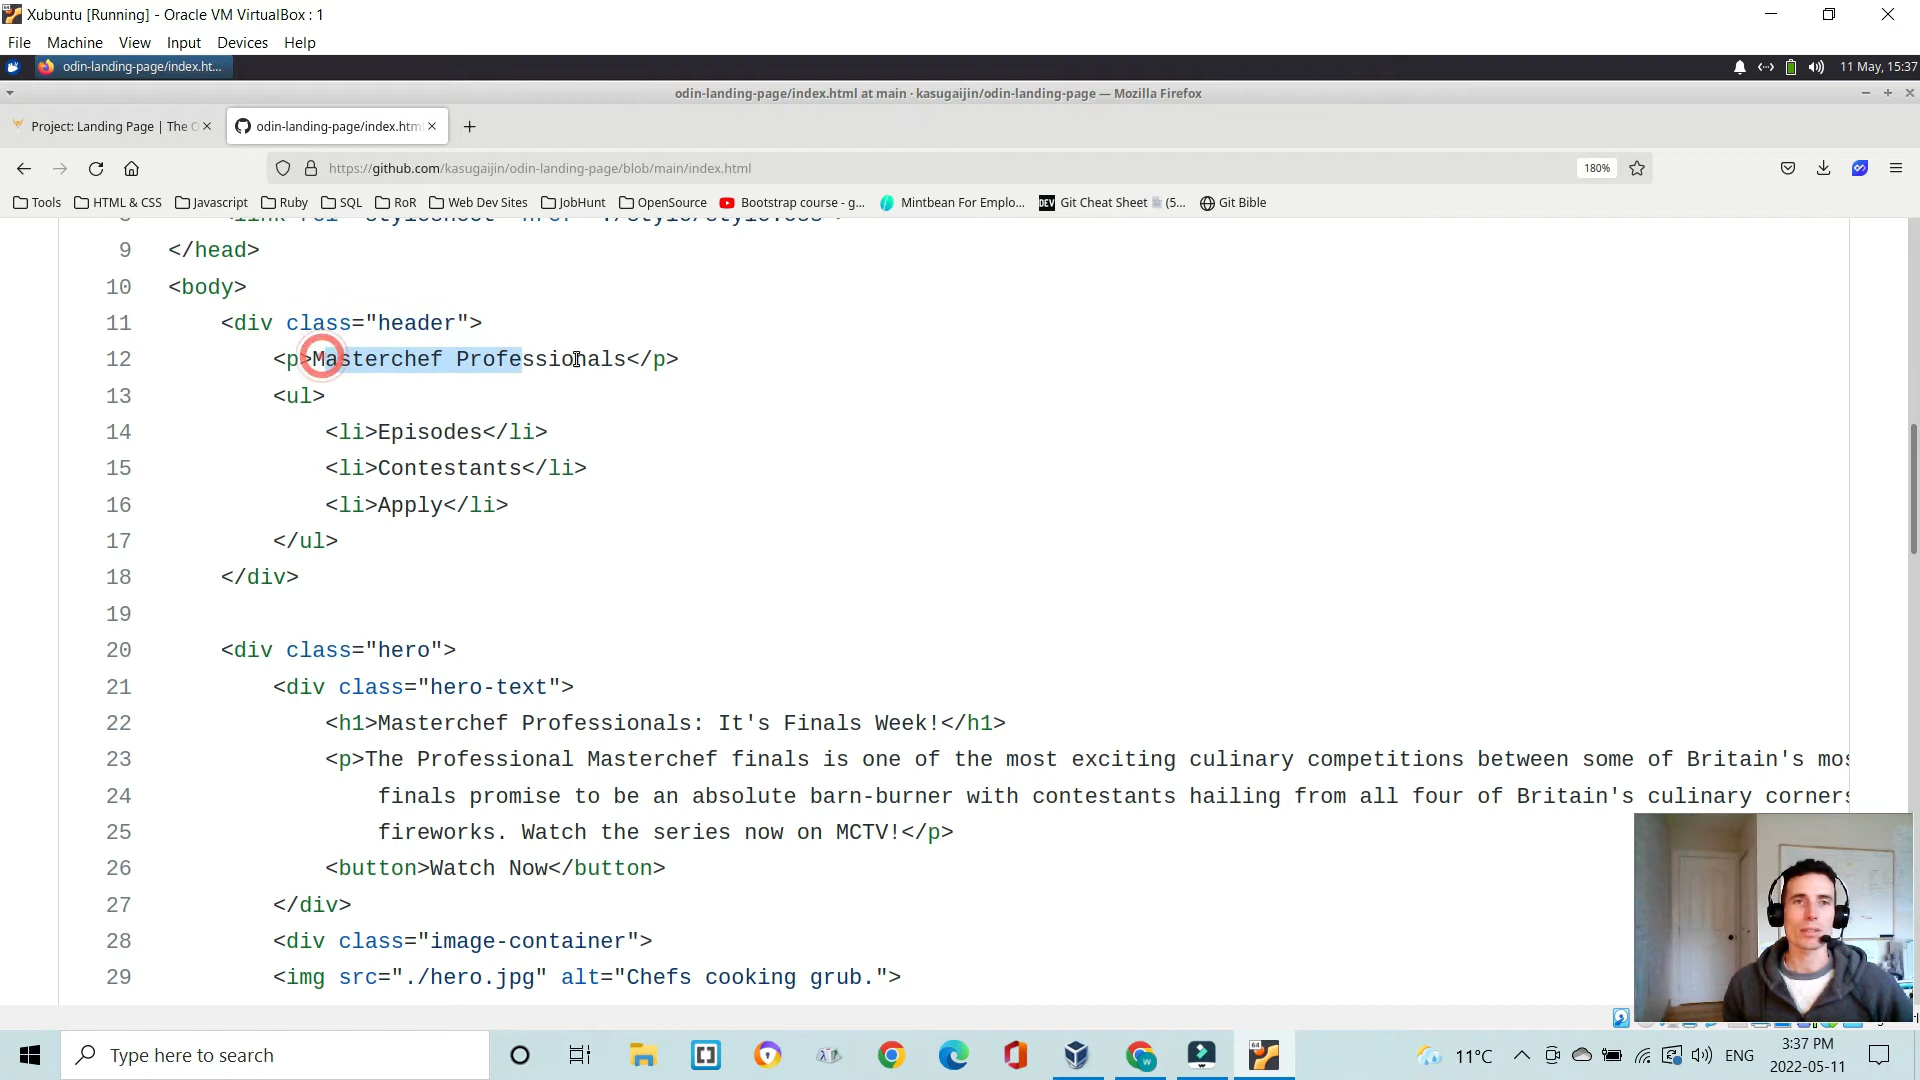 Xubuntu [Running] - Oracle VM VirtualBox : 1
File Machine View Input Devices Help
odin-landing-page/index.ht...
11 May, 15:37
odin-landing-page/index.html at main · kasugaijin/odin-landing-page — Mozilla Firefox
Project: Landing Page | The O
odin-landing-page/index.html
https://github.com/kasugaijin/odin-landing-page/blob/main/index.html
180%
Tools HTML & CSS Javascript Ruby SQL RoR Web Dev Sites JobHunt OpenSource Bootstrap course - g... Mintbean For Emplo... DEV Git Cheat Sheet (5... Git Bible
9 </head>
10 <body>
11 <div class="header">
12 <p>Masterchef Professionals</p>
13 <ul>
14 <li>Episodes</li>
15 <li>Contestants</li>
16 <li>Apply</li>
17 </ul>
18 </div>
19
20 <div class="hero">
21 <div class="hero-text">
22 <h1>Masterchef Professionals: It's Finals Week!</h1>
23 <p>The Professional Masterchef finals is one of the most exciting culinary competitions between some of Britain's mos
24 finals promise to be an absolute barn-burner with contestants hailing from all four of Britain's culinary corners
25 fireworks. Watch the series now on MCTV!</p>
26 <button>Watch Now</button>
27 </div>
28 <div class="image-container">
29 <img src="./hero.jpg" alt="Chefs cooking grub.">
Type here to search
11°C
ENG
3:37 PM
2022-05-11